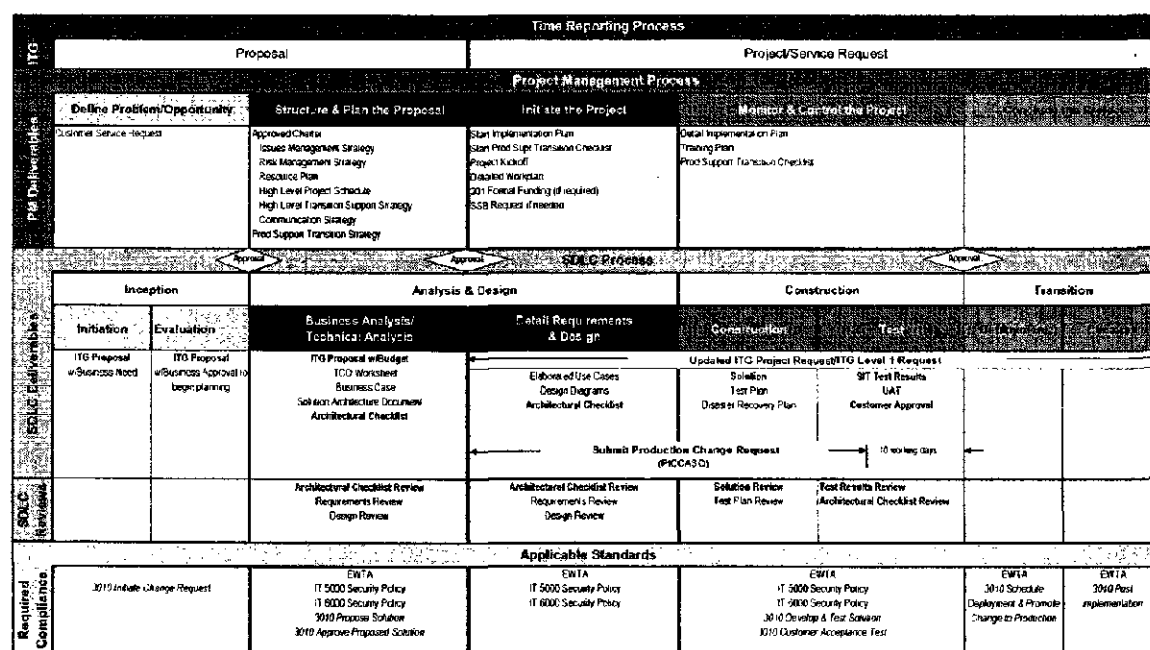 Time Reporting Process
ITG
Proposal
Project/Service Request
Project Management Process
PM Deliverables
Define Problem/Opportunity
Structure & Plan the Proposal
Initiate the Project
Monitor & Control the Project
Customer Service Request
Approved Charter
Issues Management Strategy
Risk Management Strategy
Resource Plan
High Level Project Schedule
High Level Transition Support Strategy
Communication Strategy
Prod Support Transition Strategy
Start Implementation Plan
Start Prod Supt Transition Checklist
Project Kickoff
Detailed Workplan
201 Formal Funding (if required)
SSB Request if needed
Detail Implementation Plan
Training Plan
Prod Support Transition Checklist
Approval
Approval
SDLC Process
Approval
SDLC Deliverables
Inception
Analysis & Design
Construction
Transition
Initiation
Evaluation
Business Analysis/
Technical Analysis
Detail Requirements
& Design
Construction
Test
ITG Proposal
w/Business Need
ITG Proposal
w/Business Approval to
begin planning
ITG Proposal w/Budget
TCO Worksheet
Business Case
Solution Architecture Document
Architectural Checklist
Updated ITG Project Request/ITG Level 1 Request
Elaborated Use Cases
Design Diagrams
Architectural Checklist
Solution
Test Plan
Disaster Recovery Plan
SIT Test Results
UAT
Customer Approval
Submit Production Change Request
(PICCASO)
10 working days
SDLC
Reviews
Architectural Checklist Review
Requirements Review
Design Review
Architectural Checklist Review
Requirements Review
Design Review
Solution Review
Test Plan Review
Test Results Review
Architectural Checklist Review
Applicable Standards
Required
Compliance
3010 Initiate Change Request
EWTA
IT 5000 Security Policy
IT 6000 Security Policy
3010 Propose Solution
3010 Approve Proposed Solution
EWTA
IT 5000 Security Policy
IT 6000 Security Policy
EWTA
IT 5000 Security Policy
IT 6000 Security Policy
3010 Develop & Test Solution
3010 Customer Acceptance Test
EWTA
3010 Schedule
Deployment & Promote
Change to Production
EWTA
3010 Post
Implementation